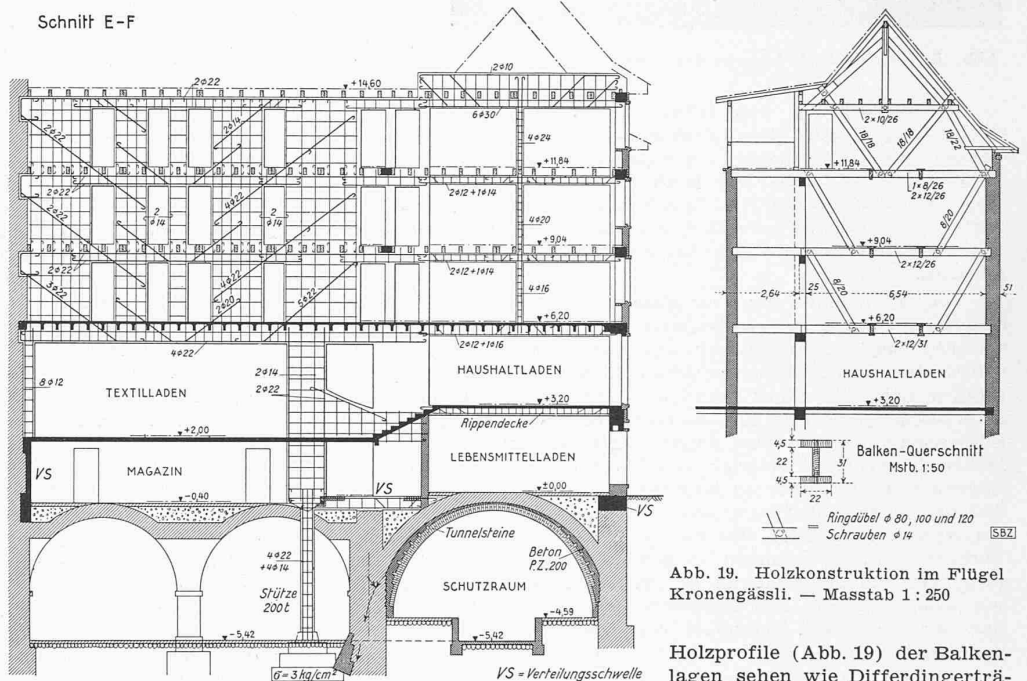 Schnitt E-F
2φ10
2φ22
+14,60
6φ30
2φ22
2φ14
4φ24
+11,84
2φ22
2φ12+1φ14
2φ22
4φ22
2
φ14
2
φ14
4φ20
+9,04
2φ22
2φ12+1φ14
3φ22
4φ22
2φ20
5φ22
4φ16
+6,20
4φ22
2φ12+1φ16
8φ12
2φ14
2φ22
TEXTILLADEN
HAUSHALTLADEN
+3,20
+2,00
Rippendecke
VS
MAGAZIN
VS
LEBENSMITTELLADEN
-0,40
±0,00
VS
Tunnelsteine
Beton
P.Z.200
4φ22
+4φ14
SCHUTZRAUM
Stütze
200t
-4,59
-5,42
-5,42
σ=3kg/cm²
VS = Verteilungsschwelle
2×10/26
18/18
18/18
18/22
+11,84
1×8/26
2×12/26
8/20
+9,04
2×12/26
8/20
2,64
25
6,54
51
+6,20
2×12/31
HAUSHALTLADEN
+3,20
4,5
22
4,5
31
22
Balken-Querschnitt
Mstb. 1:50
= Ringdübel φ 80, 100 und 120
Schrauben φ 14
SBZ
Abb. 19. Holzkonstruktion im Flügel
Kronengässli. — Masstab 1 : 250
Holzprofile (Abb. 19) der Balken-
lagen sehen wie Differdingerträ-